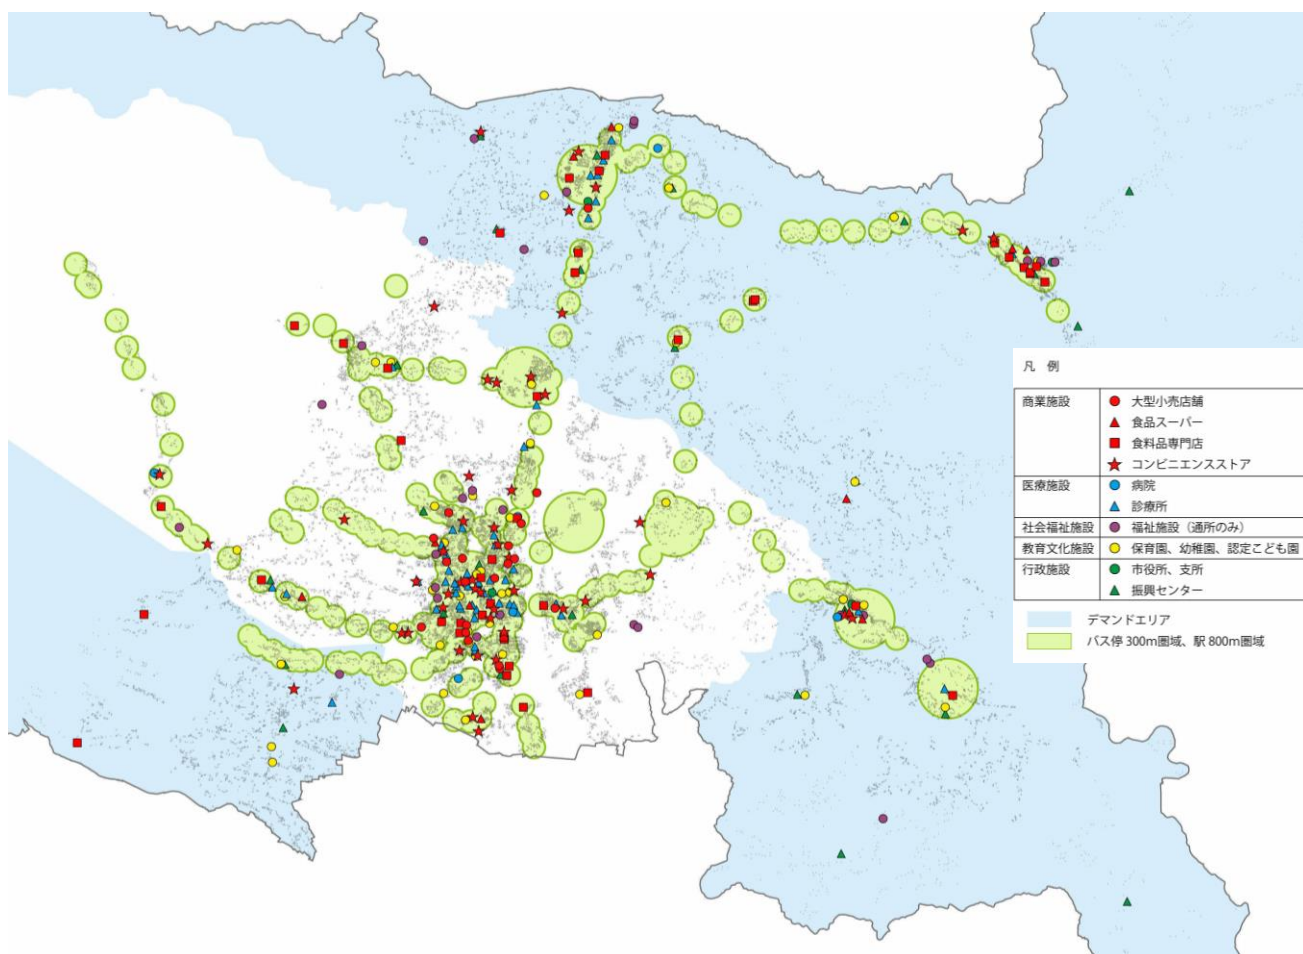 凡 例
商業施設
大型小売店舗
食品スーパー
食料品専門店
コンビニエンスストア
医療施設
病院
診療所
社会福祉施設
福祉施設（通所のみ）
教育文化施設
保育園、幼稚園、認定こども園
行政施設
市役所、支所
振興センター
デマンドエリア
バス停 300m圏域、駅 800m圏域